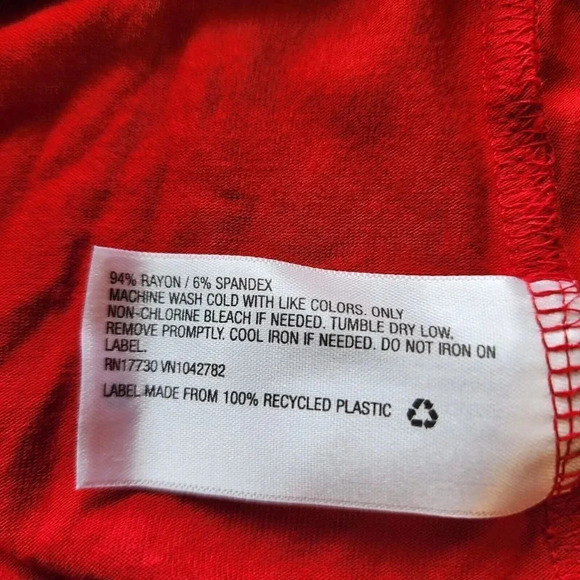 94% RAYON / 6% SPANDEX
MACHINE WASH COLD WITH LIKE COLORS. ONLY
NON-CHLORINE BLEACH IF NEEDED. TUMBLE DRY LOW,
REMOVE PROMPTLY. COOL IRON IF NEEDED. DO NOT IRON ON
LABEL.
RN17730 VN1042782
LABEL MADE FROM 100% RECYCLED PLASTIC